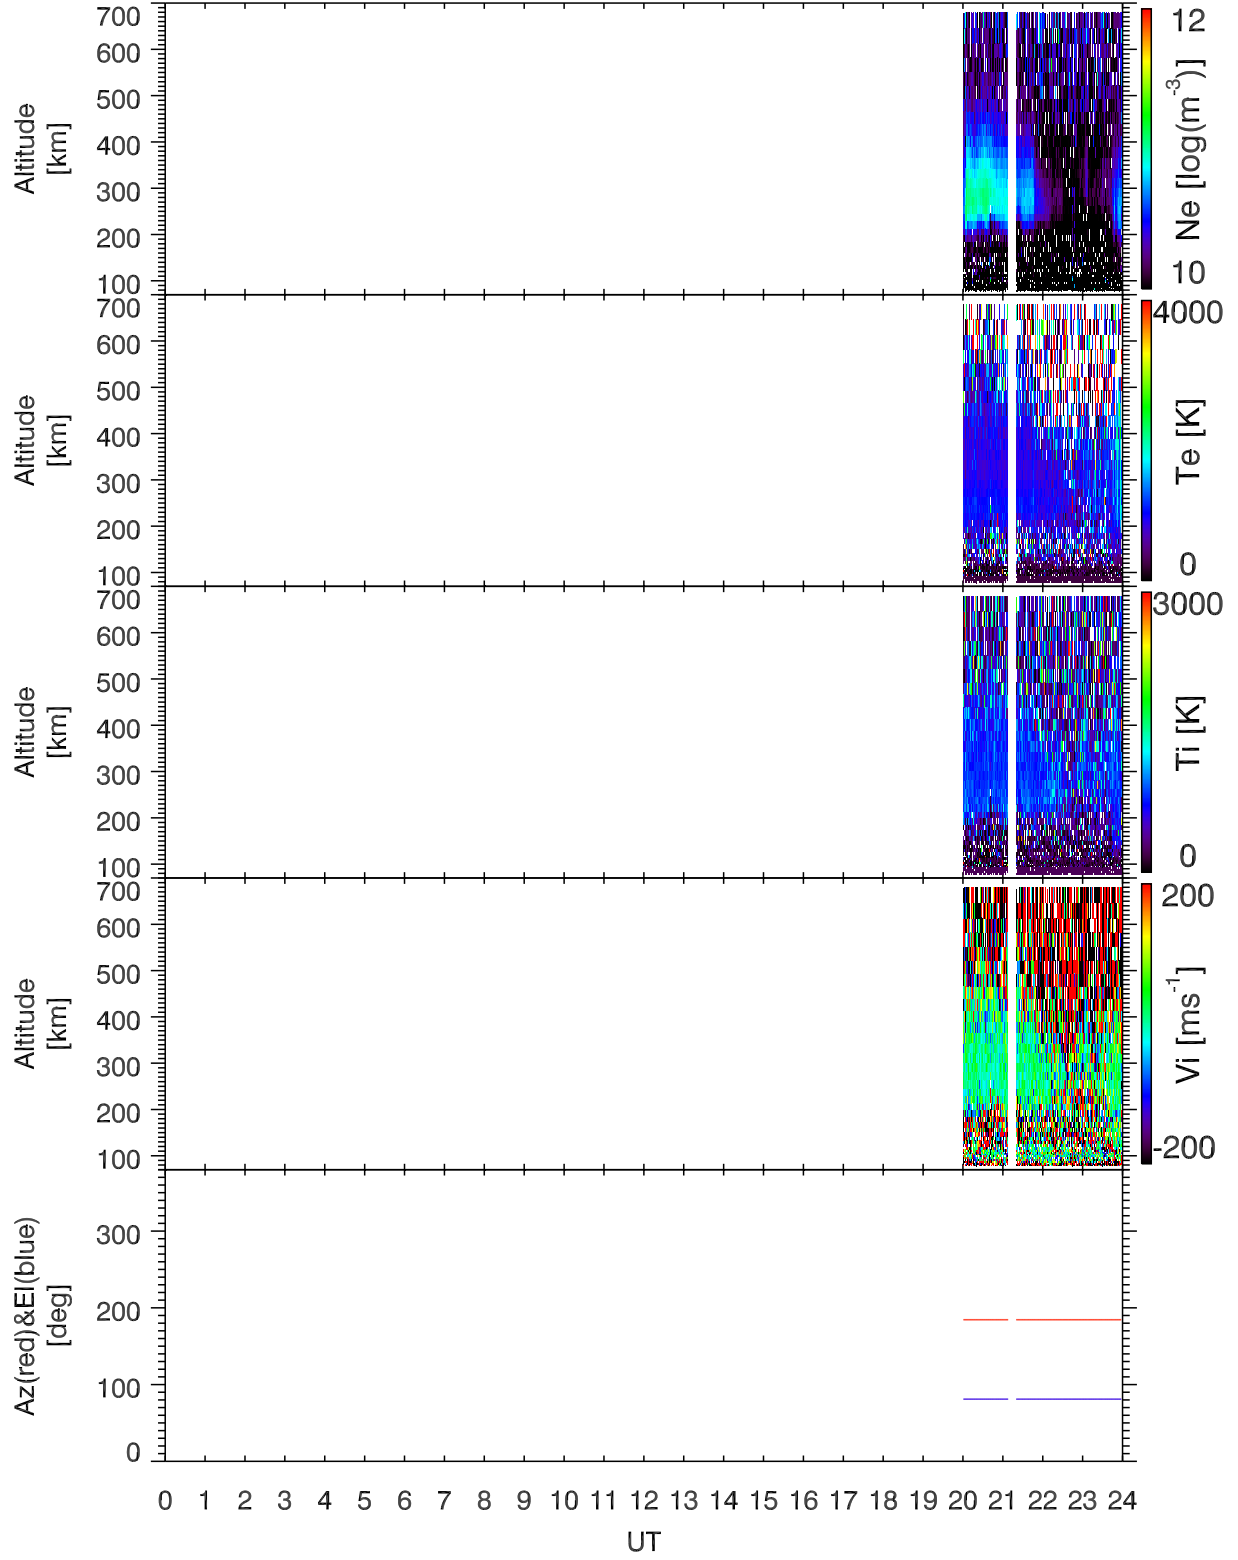 700
600
500
400
300
200
100
Altitude
[km]
12
10
Ne [log(m⁻³)]
700
600
500
400
300
200
100
Altitude
[km]
4000
0
Te [K]
700
600
500
400
300
200
100
Altitude
[km]
3000
0
Ti [K]
700
600
500
400
300
200
100
Altitude
[km]
200
-200
Vi [ms⁻¹]
300
200
100
0
Az(red)&El(blue)
[deg]
0 1 2 3 4 5 6 7 8 9 10 11 12 13 14 15 16 17 18 19 20 21 22 23 24
UT